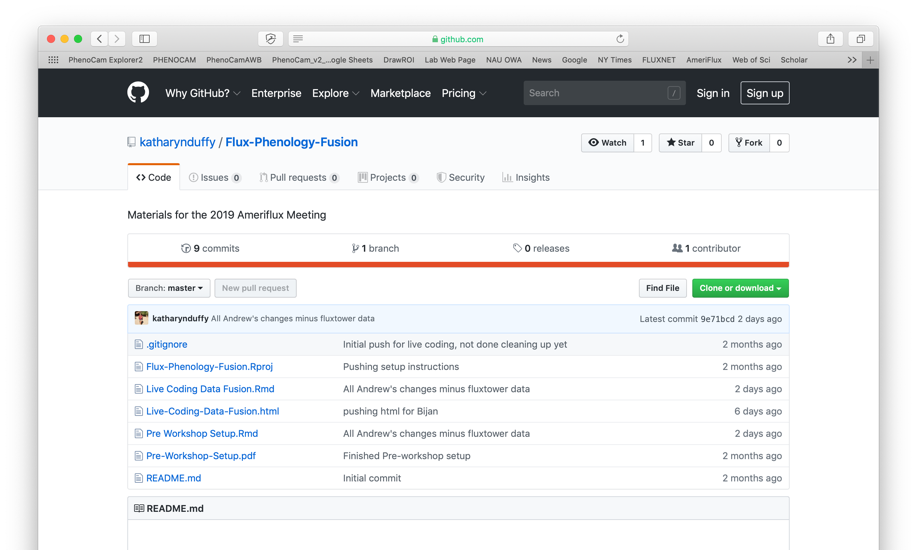 github.com
PhenoCam Explorer2 PHENOCAM PhenoCamAWB PhenoCam_v2_...ogle Sheets DrawROI Lab Web Page NAU OWA News Google NY Times FLUXNET AmeriFlux Web of Sci Scholar
Why GitHub? Enterprise Explore Marketplace Pricing Search / Sign in Sign up
katharynduffy / Flux-Phenology-Fusion Watch 1 Star 0 Fork 0
<> Code Issues 0 Pull requests 0 Projects 0 Security Insights
Materials for the 2019 Ameriflux Meeting
9 commits 1 branch 0 releases 1 contributor
Branch: master New pull request Find File Clone or download
katharynduffy All Andrew's changes minus fluxtower data Latest commit 9e71bcd 2 days ago
.gitignore Initial push for live coding, not done cleaning up yet 2 months ago
Flux-Phenology-Fusion.Rproj Pushing setup instructions 2 months ago
Live Coding Data Fusion.Rmd All Andrew's changes minus fluxtower data 2 days ago
Live-Coding-Data-Fusion.html pushing html for Bijan 6 days ago
Pre Workshop Setup.Rmd All Andrew's changes minus fluxtower data 2 days ago
Pre-Workshop-Setup.pdf Finished Pre-workshop setup 2 months ago
README.md Initial commit 2 months ago
README.md